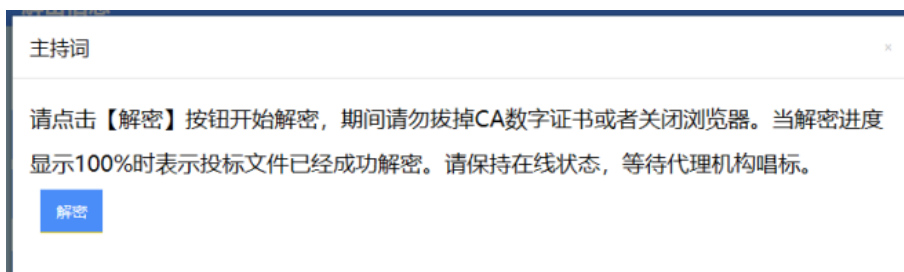 主持词
×
请点击【解密】按钮开始解密，期间请勿拔掉CA数字证书或者关闭浏览器。当解密进度
显示100%时表示投标文件已经成功解密。请保持在线状态，等待代理机构唱标。
解密